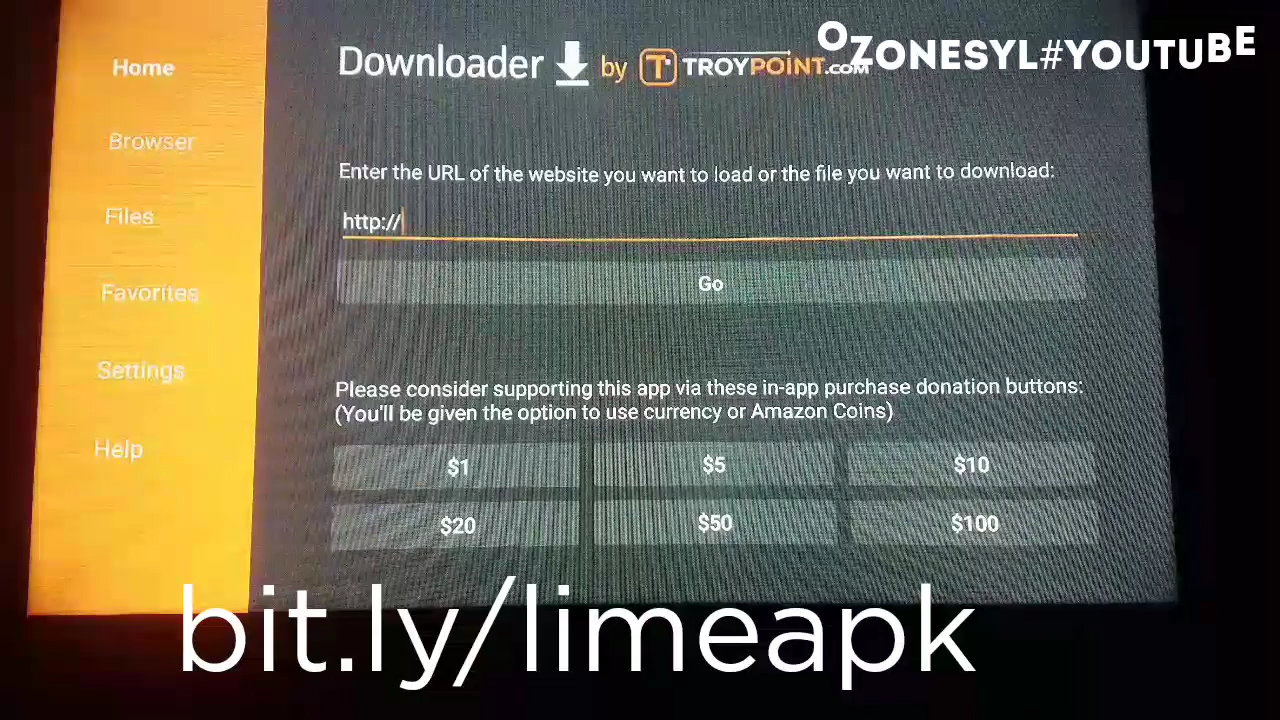 OZONESYL#YOUTUBE
Downloader by TROYPOINT.COM
Home
Browser
Files
Favorites
Settings
Help
Enter the URL of the website you want to load or the file you want to download:
http://
Go
Please consider supporting this app via these in-app purchase donation buttons:
(You'll be given the option to use currency or Amazon Coins)
$1 $5 $10
$20 $50 $100
bit.ly/limeapk